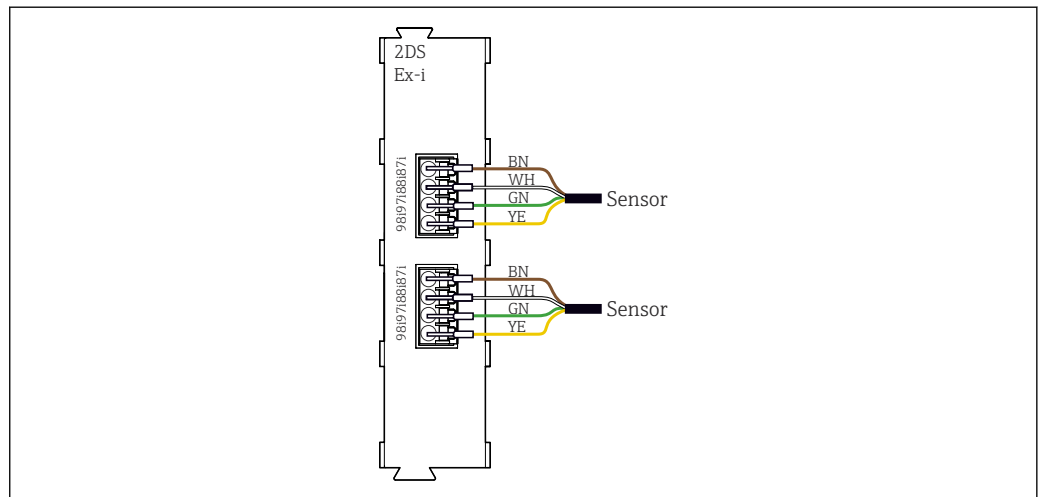 2DS
Ex-i
98i97i88i87i
BN
WH
GN
YE
Sensor
98i97i88i87i
BN
WH
GN
YE
Sensor